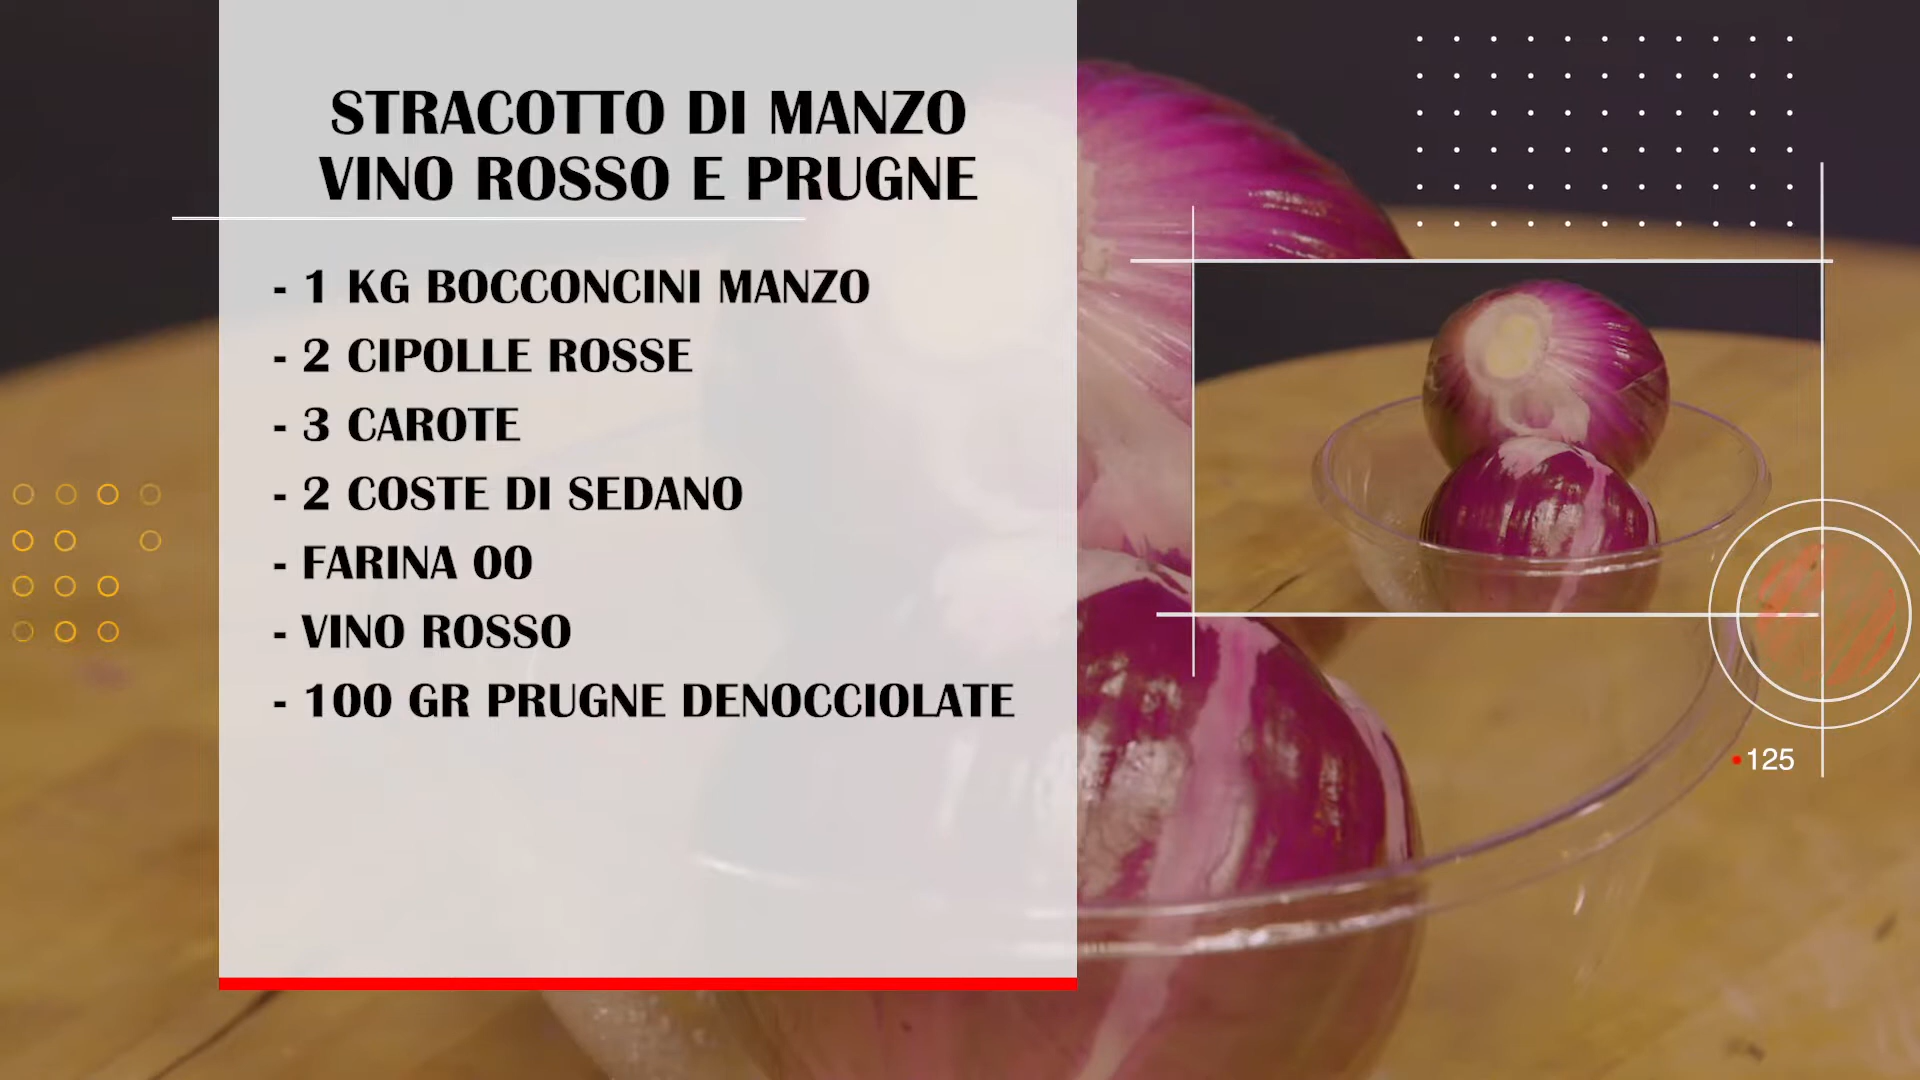 STRACOTTO DI MANZO
VINO ROSSO E PRUGNE
- 1 KG BOCCONCINI MANZO
- 2 CIPOLLE ROSSE
- 3 CAROTE
- 2 COSTE DI SEDANO
- FARINA 00
- VINO ROSSO
- 100 GR PRUGNE DENOCCIOLATE
125